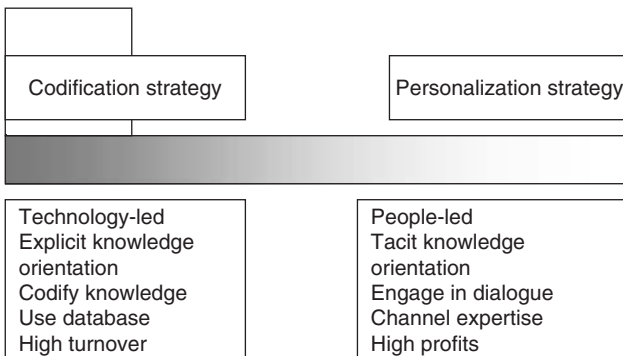 Codification strategy
Personalization strategy
Technology-led
Explicit knowledge
orientation
Codify knowledge
Use database
High turnover
People-led
Tacit knowledge
orientation
Engage in dialogue
Channel expertise
High profits